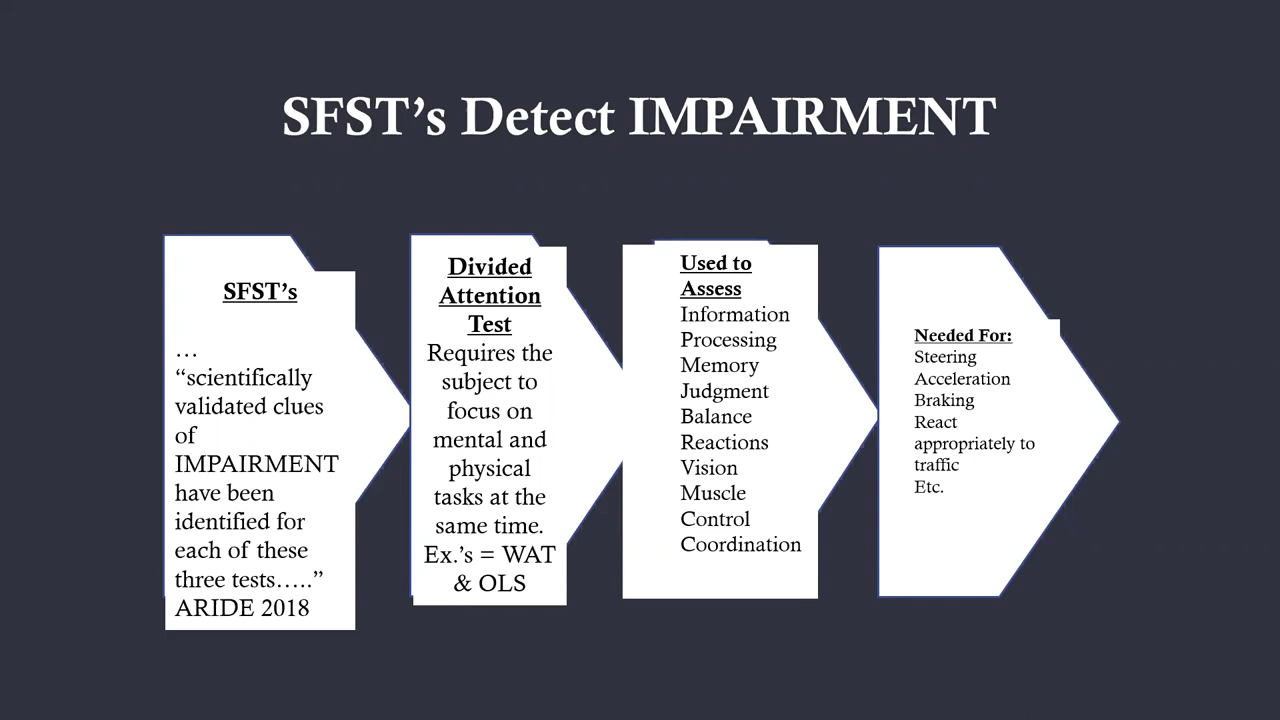 SFST’s Detect IMPAIRMENT
SFST’s
…
“scientifically
validated clues
of
IMPAIRMENT
have been
identified for
each of these
three tests…..”
ARIDE 2018
Divided
Attention
Test
Requires the
subject to
focus on
mental and
physical
tasks at the
same time.
Ex.’s = WAT
& OLS
Used to
Assess
Information
Processing
Memory
Judgment
Balance
Reactions
Vision
Muscle
Control
Coordination
Needed For:
Steering
Acceleration
Braking
React
appropriately to
traffic
Etc.